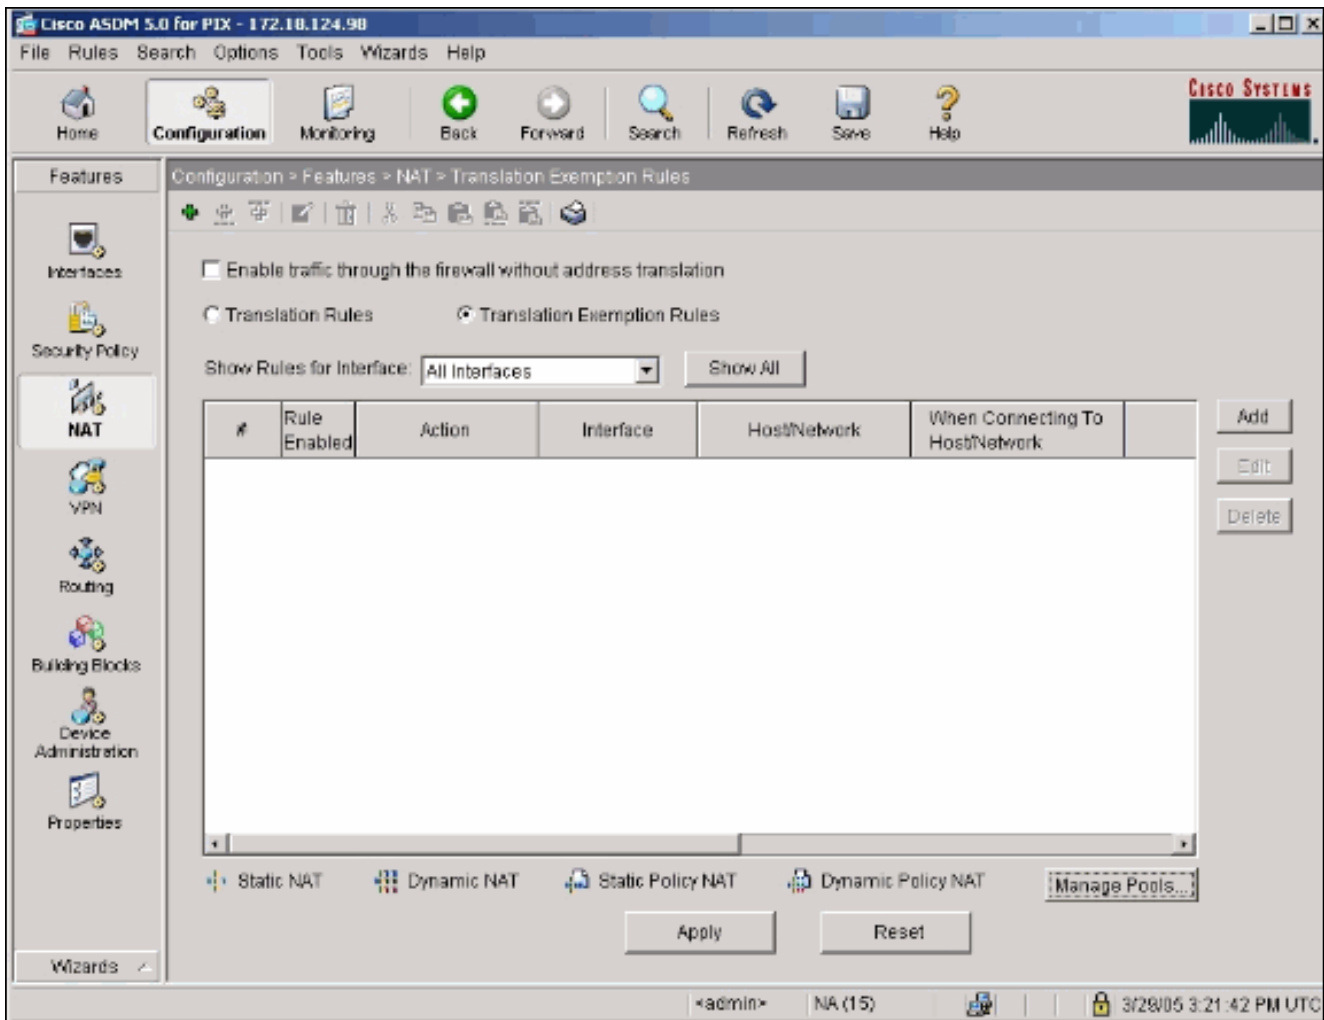 Cisco ASDM 5.0 for PIX - 172.18.124.98
File Rules Search Options Tools Wizards Help
Home Configuration Monitoring Back Forward Search Refresh Save Help
CISCO SYSTEMS
Features
Configuration > Features > NAT > Translation Exemption Rules
Interfaces
Security Policy
NAT
VPN
Routing
Building Blocks
Device
Administration
Properties
Wizards
Enable traffic through the firewall without address translation
Translation Rules Translation Exemption Rules
Show Rules for Interface: All Interfaces Show All
# Rule Enabled Action Interface Host/Network When Connecting To Host/Network
Add
Edit
Delete
Static NAT Dynamic NAT Static Policy NAT Dynamic Policy NAT Manage Pools...
Apply Reset
<admin> NA (15) 3/29/05 3:21:42 PM UTC